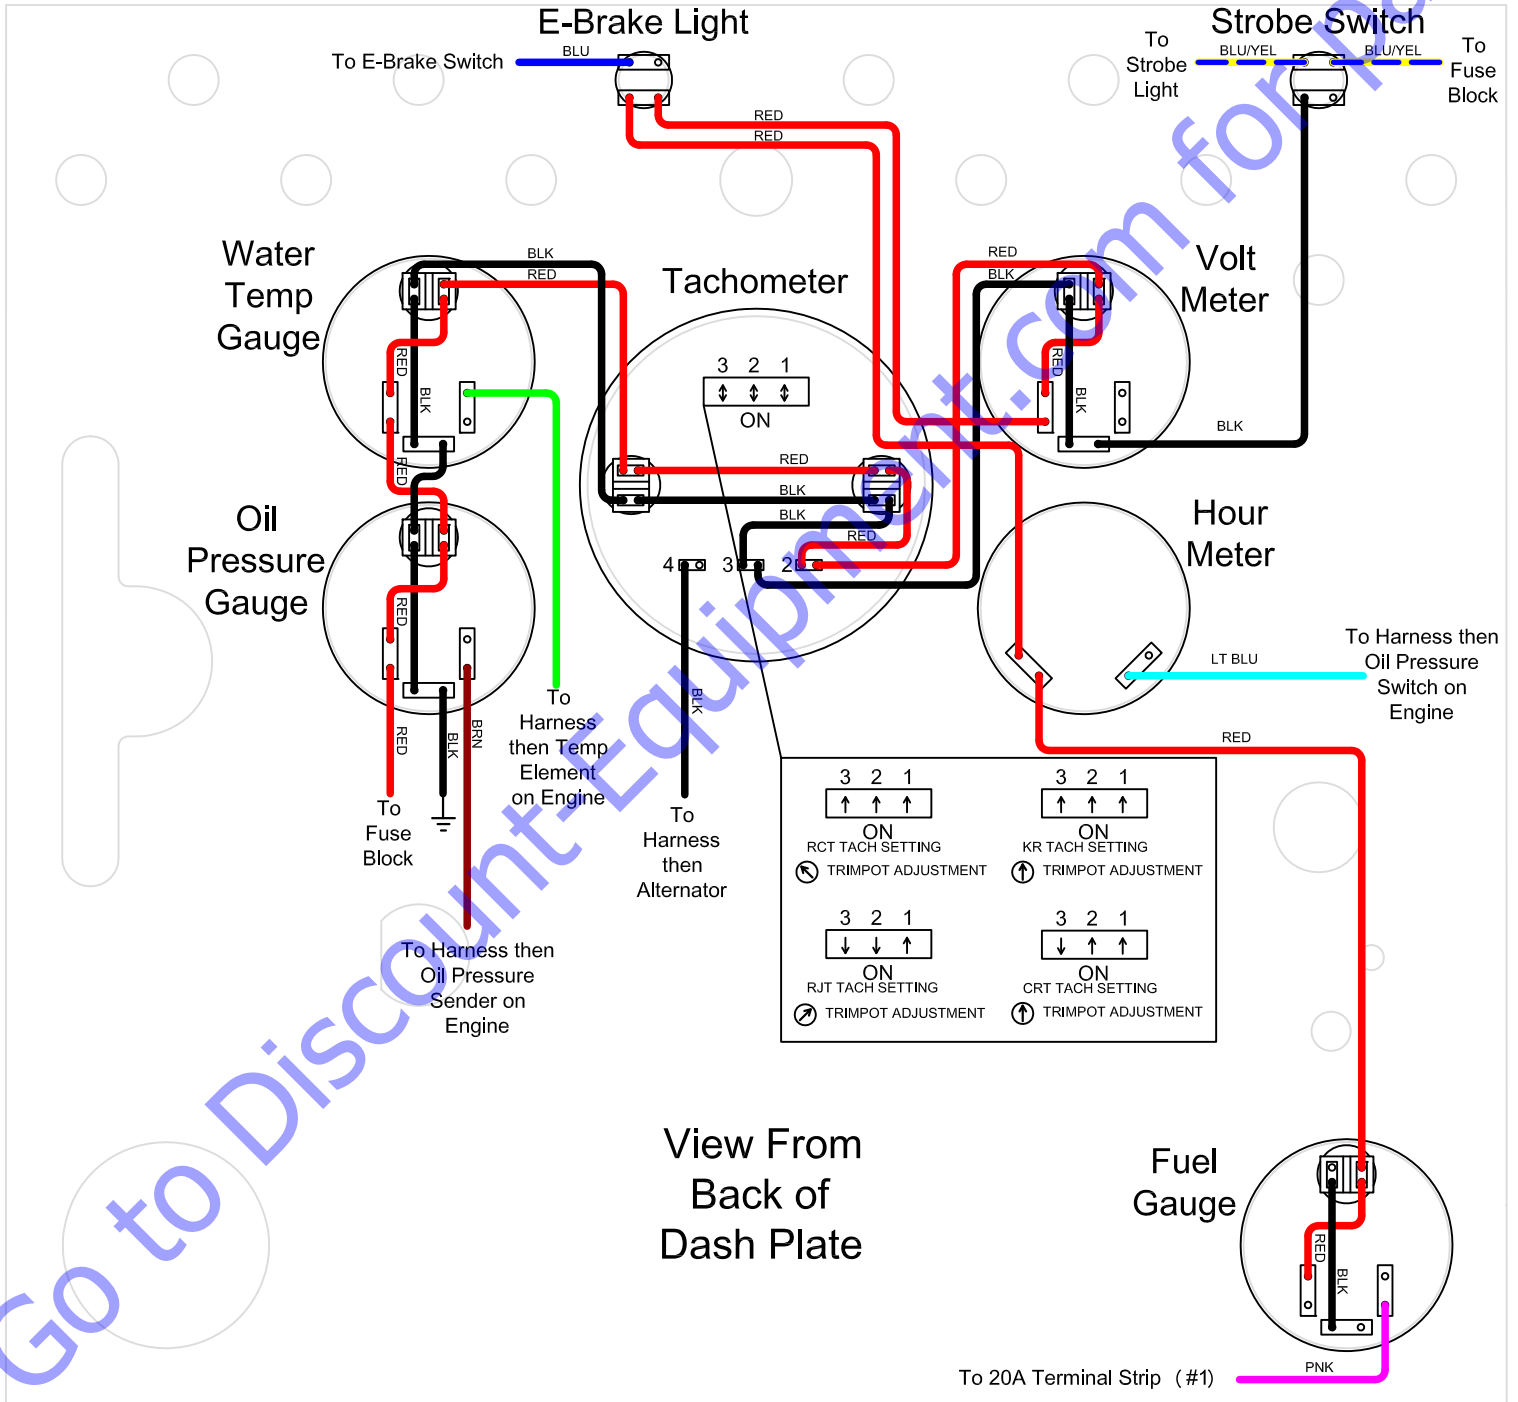 E-Brake Light
Strobe Switch
To E-Brake Switch
BLU
To
Strobe
Light
BLU/YEL
BLU/YEL
To
Fuse
Block
RED
RED
Water
Temp
Gauge
BLK
RED
Tachometer
RED
BLK
Volt
Meter
3 2 1
ON
RED
BLK
RED
BLK
BLK
RED
RED
BLK
BLK
RED
4
3
2
Oil
Pressure
Gauge
Hour
Meter
RED
RED
BLK
BRN
To
Fuse
Block
To
Harness
then Temp
Element
on Engine
BLK
To
Harness
then
Alternator
To Harness then
Oil Pressure
Sender on
Engine
LT BLU
To Harness then
Oil Pressure
Switch on
Engine
RED
3 2 1
ON
RCT TACH SETTING
TRIMPOT ADJUSTMENT
3 2 1
ON
KR TACH SETTING
TRIMPOT ADJUSTMENT
3 2 1
ON
RJT TACH SETTING
TRIMPOT ADJUSTMENT
3 2 1
ON
CRT TACH SETTING
TRIMPOT ADJUSTMENT
View From
Back of
Dash Plate
Fuel
Gauge
RED
BLK
PNK
To 20A Terminal Strip (#1)
Go to Discount-Equipment.com for